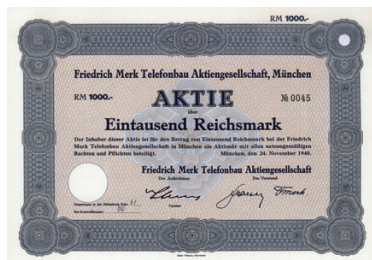 RM 1000.-
Friedrich Merk Telefonbau Aktiengesellschaft, München
RM 1000.-
AKTIE
№ 0045
über
Eintausend Reichsmark
Der Inhaber dieser Aktie ist für den Betrag von Eintausend Reichsmark bei der Friedrich
Merk Telefonbau Aktiengesellschaft in München als Aktionär mit allen satzungsmäßigen
Rechten und Pflichten beteiligt. München, den 24. November 1940.
Friedrich Merk Telefonbau Aktiengesellschaft
Der Aufsichtsrat Der Vorstand